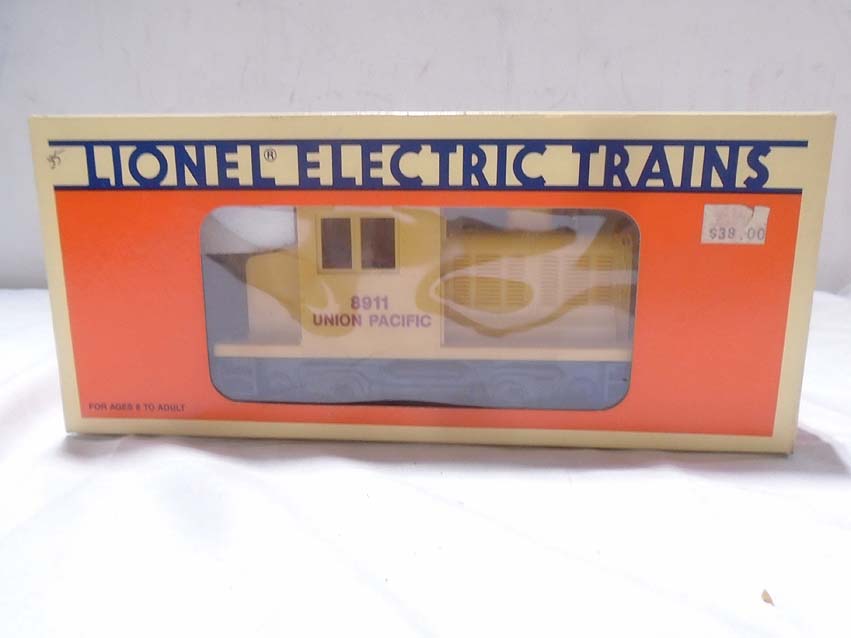 LIONEL® ELECTRIC TRAINS
$38.00
8911
UNION PACIFIC
FOR AGES 8 TO ADULT